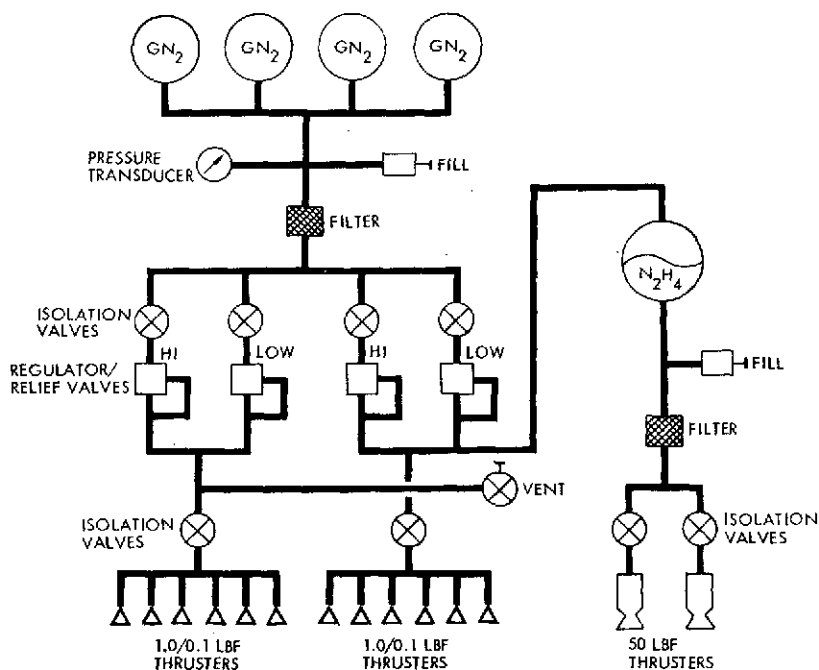 GN2 GN2 GN2 GN2
PRESSURE
TRANSDUCER
FILL
FILTER
N2H4
ISOLATION
VALVES
HI LOW HI LOW
REGULATOR/
RELIEF VALVES
FILL
FILTER
VENT
ISOLATION
VALVES
ISOLATION
VALVES
1.0/0.1 LBF
THRUSTERS
1.0/0.1 LBF
THRUSTERS
50 LBF
THRUSTERS